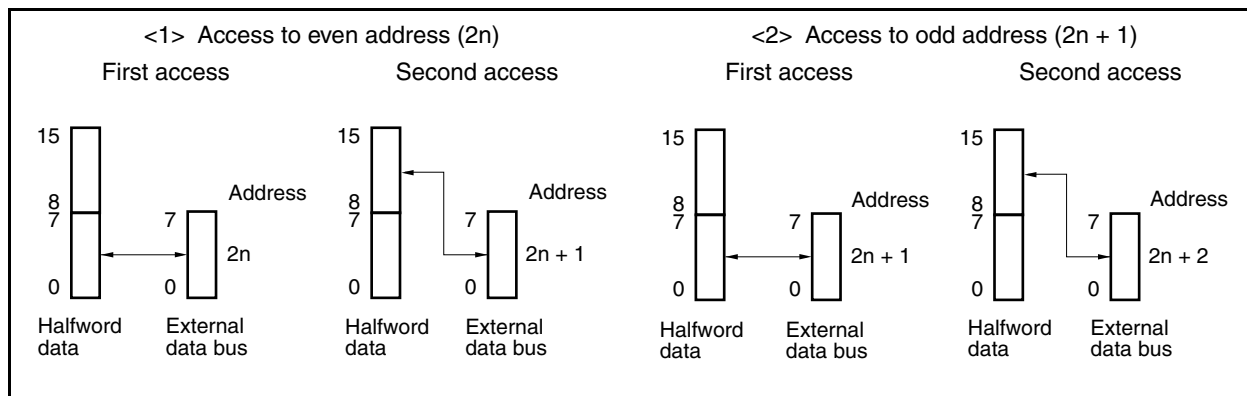 <1> Access to even address (2n)
<2> Access to odd address (2n + 1)
First access
Second access
First access
Second access
15
8
7
0
Halfword
data
7
0
External
data bus
Address
2n
15
8
7
0
Halfword
data
7
0
External
data bus
Address
2n + 1
15
8
7
0
Halfword
data
7
0
External
data bus
Address
2n + 1
15
8
7
0
Halfword
data
7
0
External
data bus
Address
2n + 2